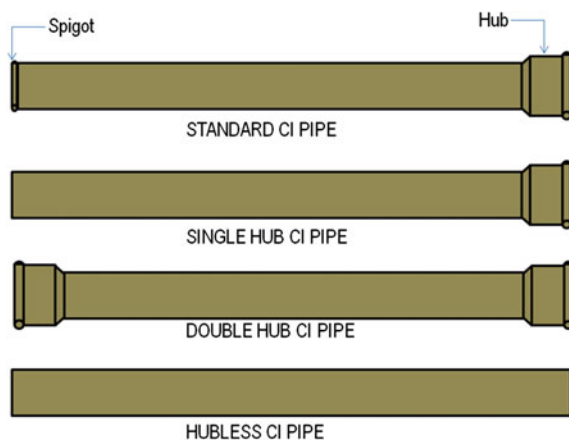 Spigot
Hub
STANDARD CI PIPE
SINGLE HUB CI PIPE
DOUBLE HUB CI PIPE
HUBLESS CI PIPE